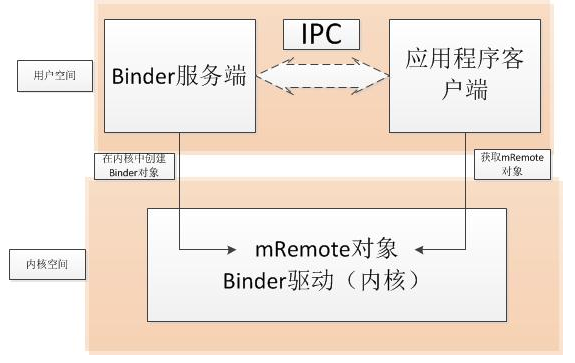 IPC
用户空间
Binder服务端
应用程序客
户端
在内核中创建
Binder对象
获取mRemote
对象
内核空间
mRemote对象
Binder驱动（内核）